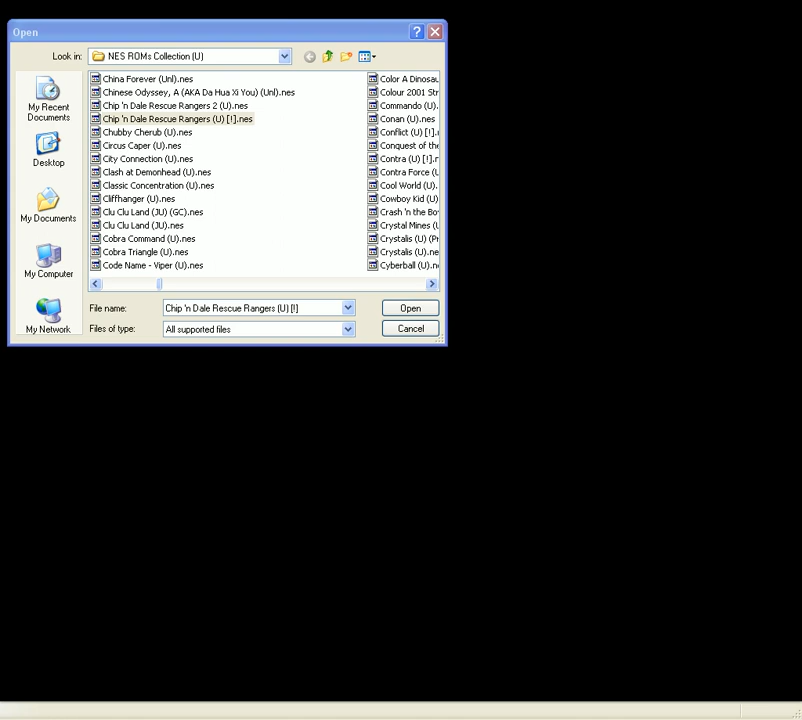 Open
Look in:
NES ROMs Collection (U)
My Recent
Documents
Desktop
My Documents
My Computer
My Network
China Forever (Unl).nes
Chinese Odyssey, A (AKA Da Hua Xi You) (Unl).nes
Chip 'n Dale Rescue Rangers 2 (U).nes
Chip 'n Dale Rescue Rangers (U) [!].nes
Chubby Cherub (U).nes
Circus Caper (U).nes
City Connection (U).nes
Clash at Demonhead (U).nes
Classic Concentration (U).nes
Cliffhanger (U).nes
Clu Clu Land (JU) (GC).nes
Clu Clu Land (JU).nes
Cobra Command (U).nes
Cobra Triangle (U).nes
Code Name - Viper (U).nes
Color A Dinosau
Colour 2001 Str
Commando (U).
Conan (U).nes
Conflict (U) [!].n
Conquest of the
Contra (U) [!].n
Contra Force (U
Cool World (U).
Cowboy Kid (U)
Crash 'n the Bo
Crystal Mines (U
Crystalis (U) (Pr
Crystalis (U).ne
Cyberball (U).n
File name:
Chip 'n Dale Rescue Rangers (U) [!]
Open
Files of type:
All supported files
Cancel